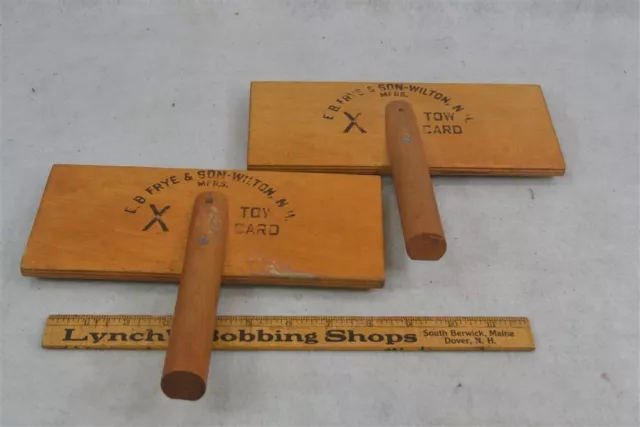 E.B. FRYE & SON-WILTON, N.H.
MFRS.
X TOW
CARD
E.B. FRYE & SON-WILTON, N.H.
MFRS.
X TOW
CARD
Lynch's Bobbing Shops
South Berwick, Maine
Dover, N. H.